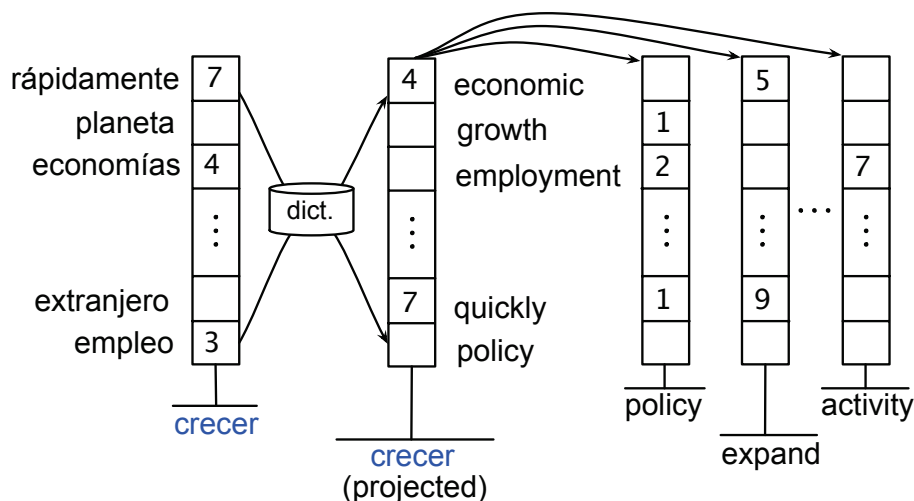 rápidamente 7 4 economic 5
planeta growth 1
economías 4 employment 2 7
dict. ...
extranjero 7 quickly 1 9
empleo 3 policy
policy activity
crecer
expand
crecer
(projected)